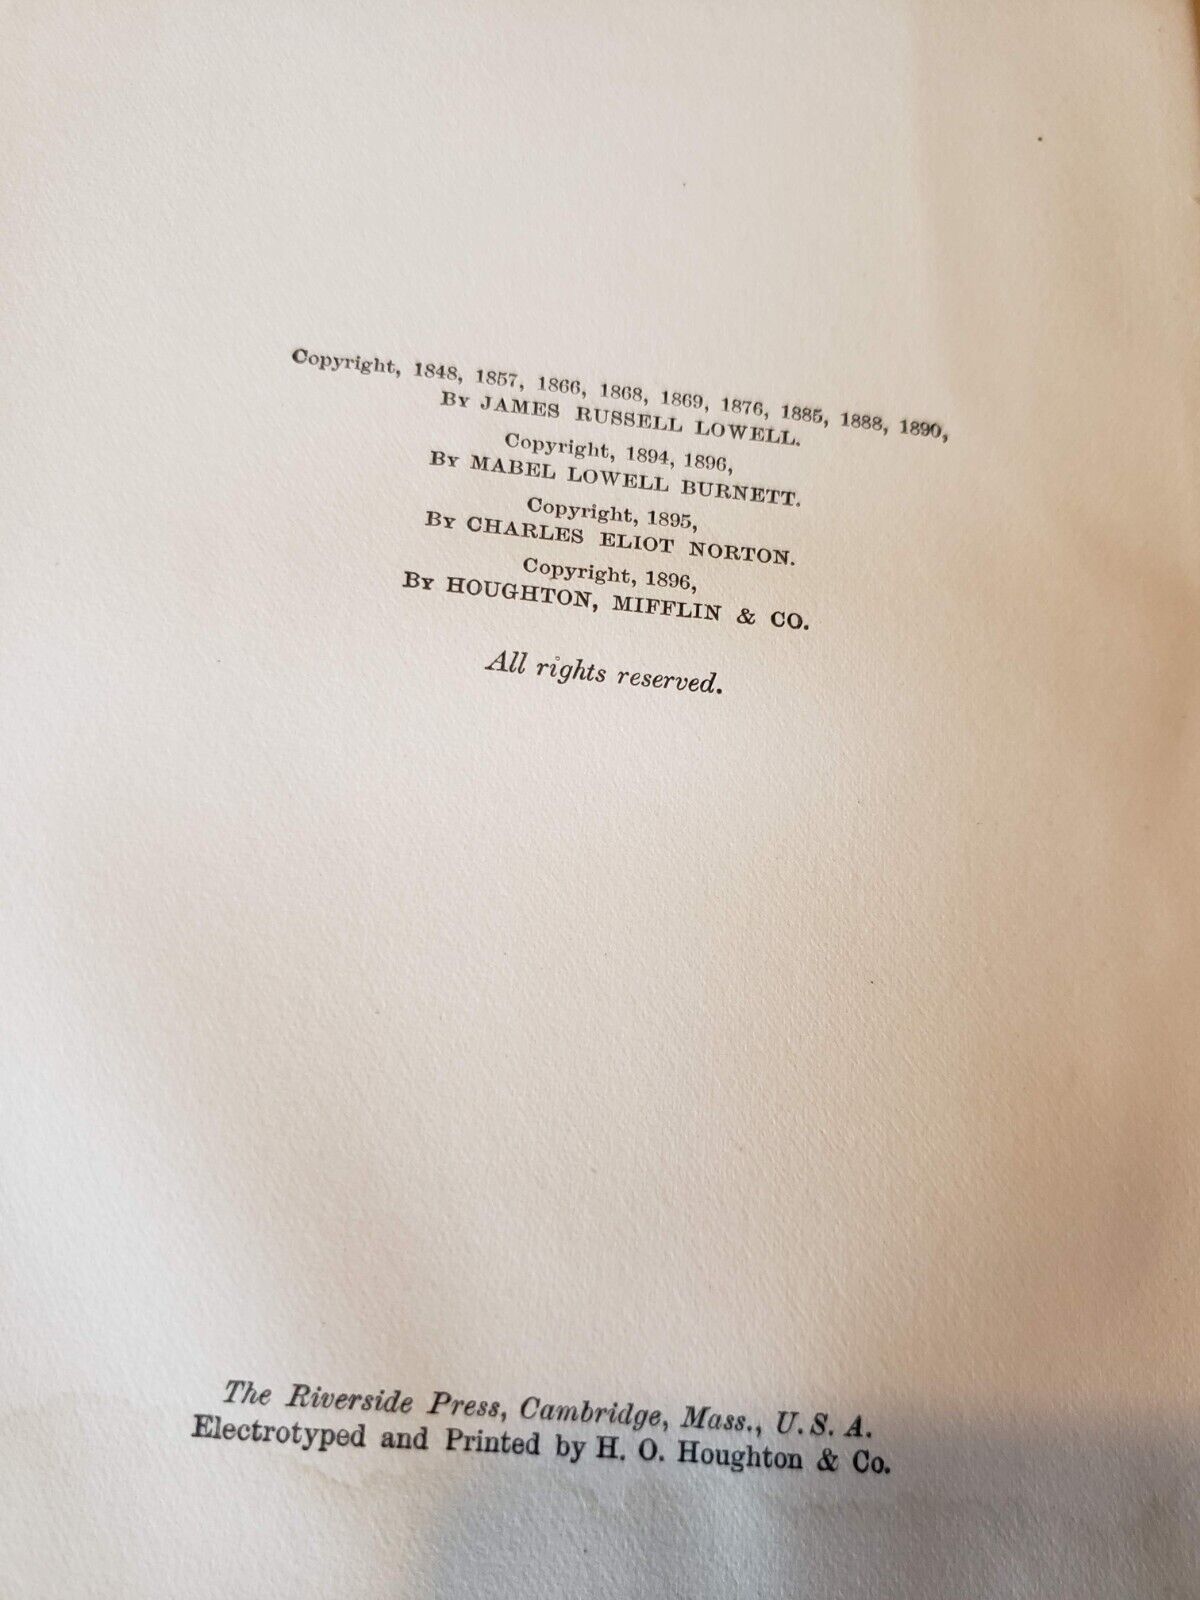 Copyright, 1848, 1857, 1866, 1868, 1869, 1876, 1885, 1888, 1890,
By JAMES RUSSELL LOWELL.
Copyright, 1894, 1896,
By MABEL LOWELL BURNETT.
Copyright, 1895,
By CHARLES ELIOT NORTON.
Copyright, 1896,
By HOUGHTON, MIFFLIN & CO.
All rights reserved.
The Riverside Press, Cambridge, Mass., U. S. A.
Electrotyped and Printed by H. O. Houghton & Co.